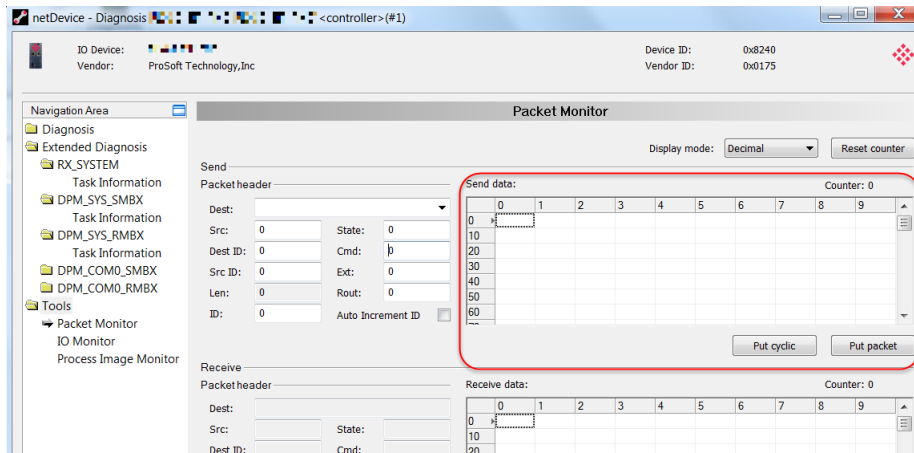 netDevice - Diagnosis <controller>(#1)
IO Device: Device ID: 0x8240
Vendor: ProSoft Technology,Inc Vendor ID: 0x0175
Navigation Area
Packet Monitor
Diagnosis
Extended Diagnosis
Display mode: Decimal Reset counter
RX_SYSTEM
Send
Task Information
Packet header
Send data: Counter: 0
DPM_SYS_SMBX
Dest:
0 1 2 3 4 5 6 7 8 9
Task Information
Src: 0 State: 0
0
10
DPM_SYS_RMBX
Dest ID: 0 Cmd: 0
20
Task Information
30
DPM_COM0_SMBX
Src ID: 0 Ext: 0
40
DPM_COM0_RMBX
Len: 0 Rout: 0
50
Tools
ID: 0 Auto Increment ID
60
Packet Monitor
IO Monitor
Put cyclic Put packet
Process Image Monitor
Receive
Packet header
Receive data: Counter: 0
Dest:
0 1 2 3 4 5 6 7 8 9
Src: State:
0
10
Dest ID: Cmd:
20